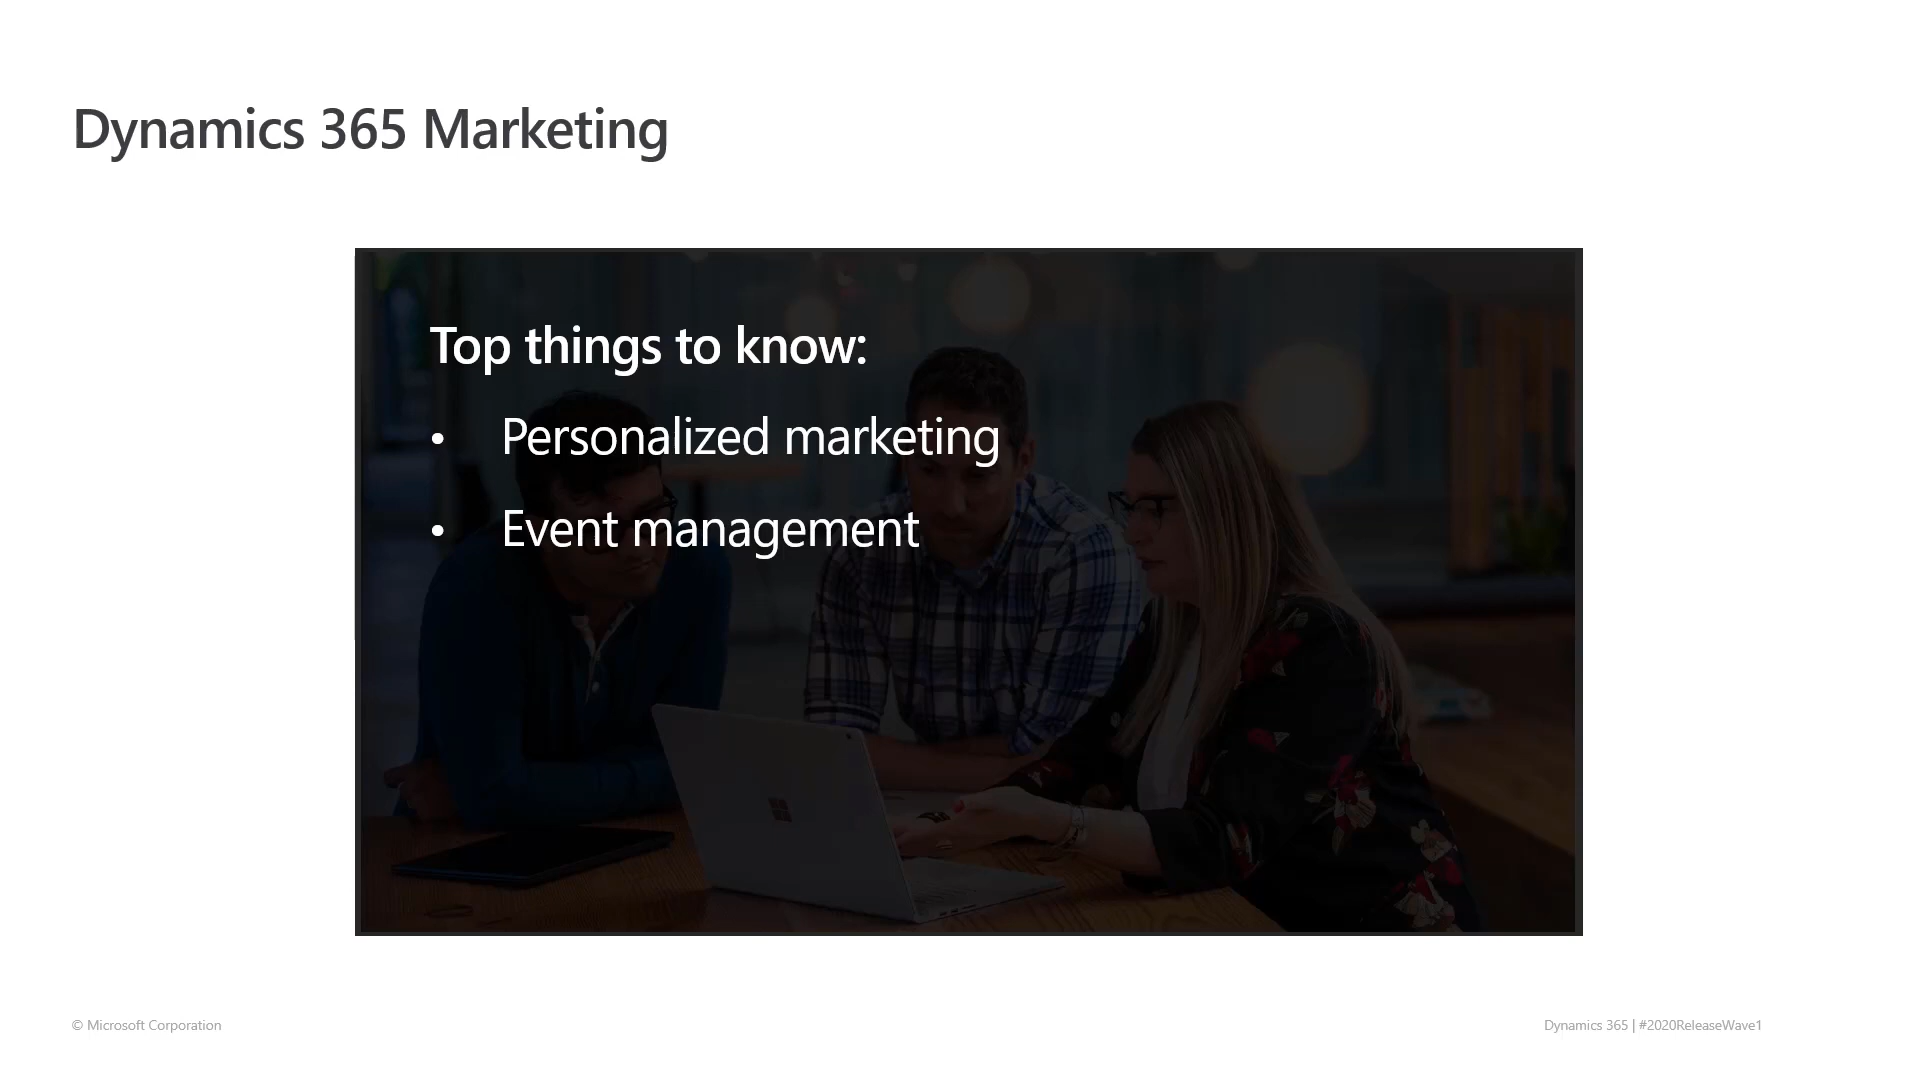 Dynamics 365 Marketing
Top things to know:
• Personalized marketing
• Event management
© Microsoft Corporation
Dynamics 365 | #2020ReleaseWave1